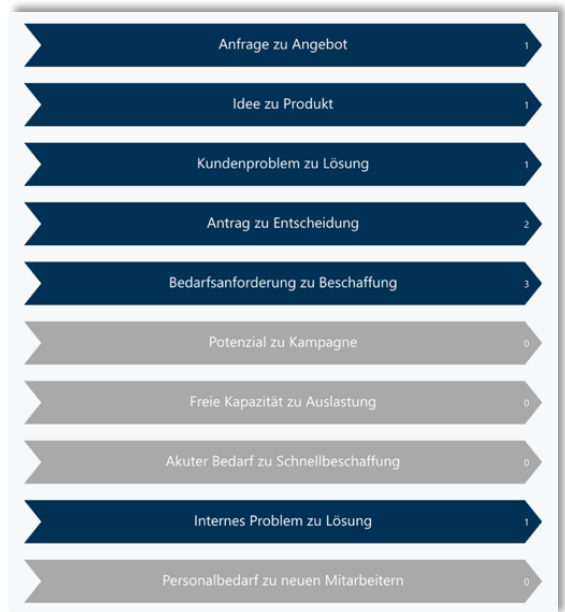 Anfrage zu Angebot 1
Idee zu Produkt 1
Kundenproblem zu Lösung 1
Antrag zu Entscheidung 2
Bedarfsanforderung zu Beschaffung 3
Potenzial zu Kampagne 0
Freie Kapazität zu Auslastung 0
Akuter Bedarf zu Schnellbeschaffung 0
Internes Problem zu Lösung 1
Personalbedarf zu neuen Mitarbeitern 0